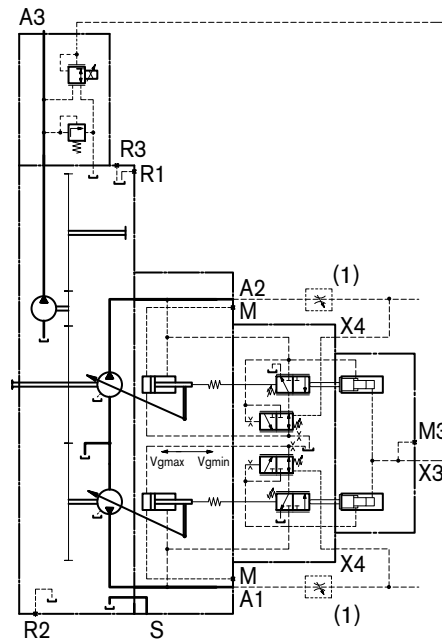 A3
R3
R1
(1)
A2
M
X4
M3
Vgmax Vgmin
X3
X4
M
A1
(1)
R2
S